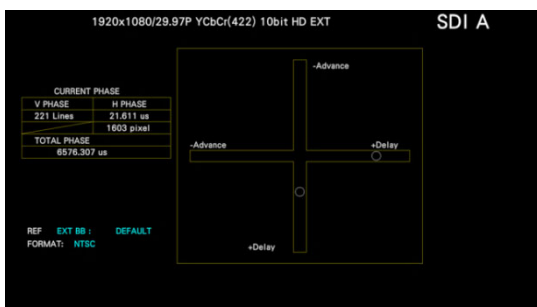 1920x1080/29.97P YCbCr(422) 10bit HD EXT
SDI A
-Advance
CURRENT PHASE
V PHASE H PHASE
221 Lines 21.611 us
1603 pixel
TOTAL PHASE
6576.307 us
-Advance
+Delay
REF EXT BB : DEFAULT
FORMAT: NTSC
+Delay